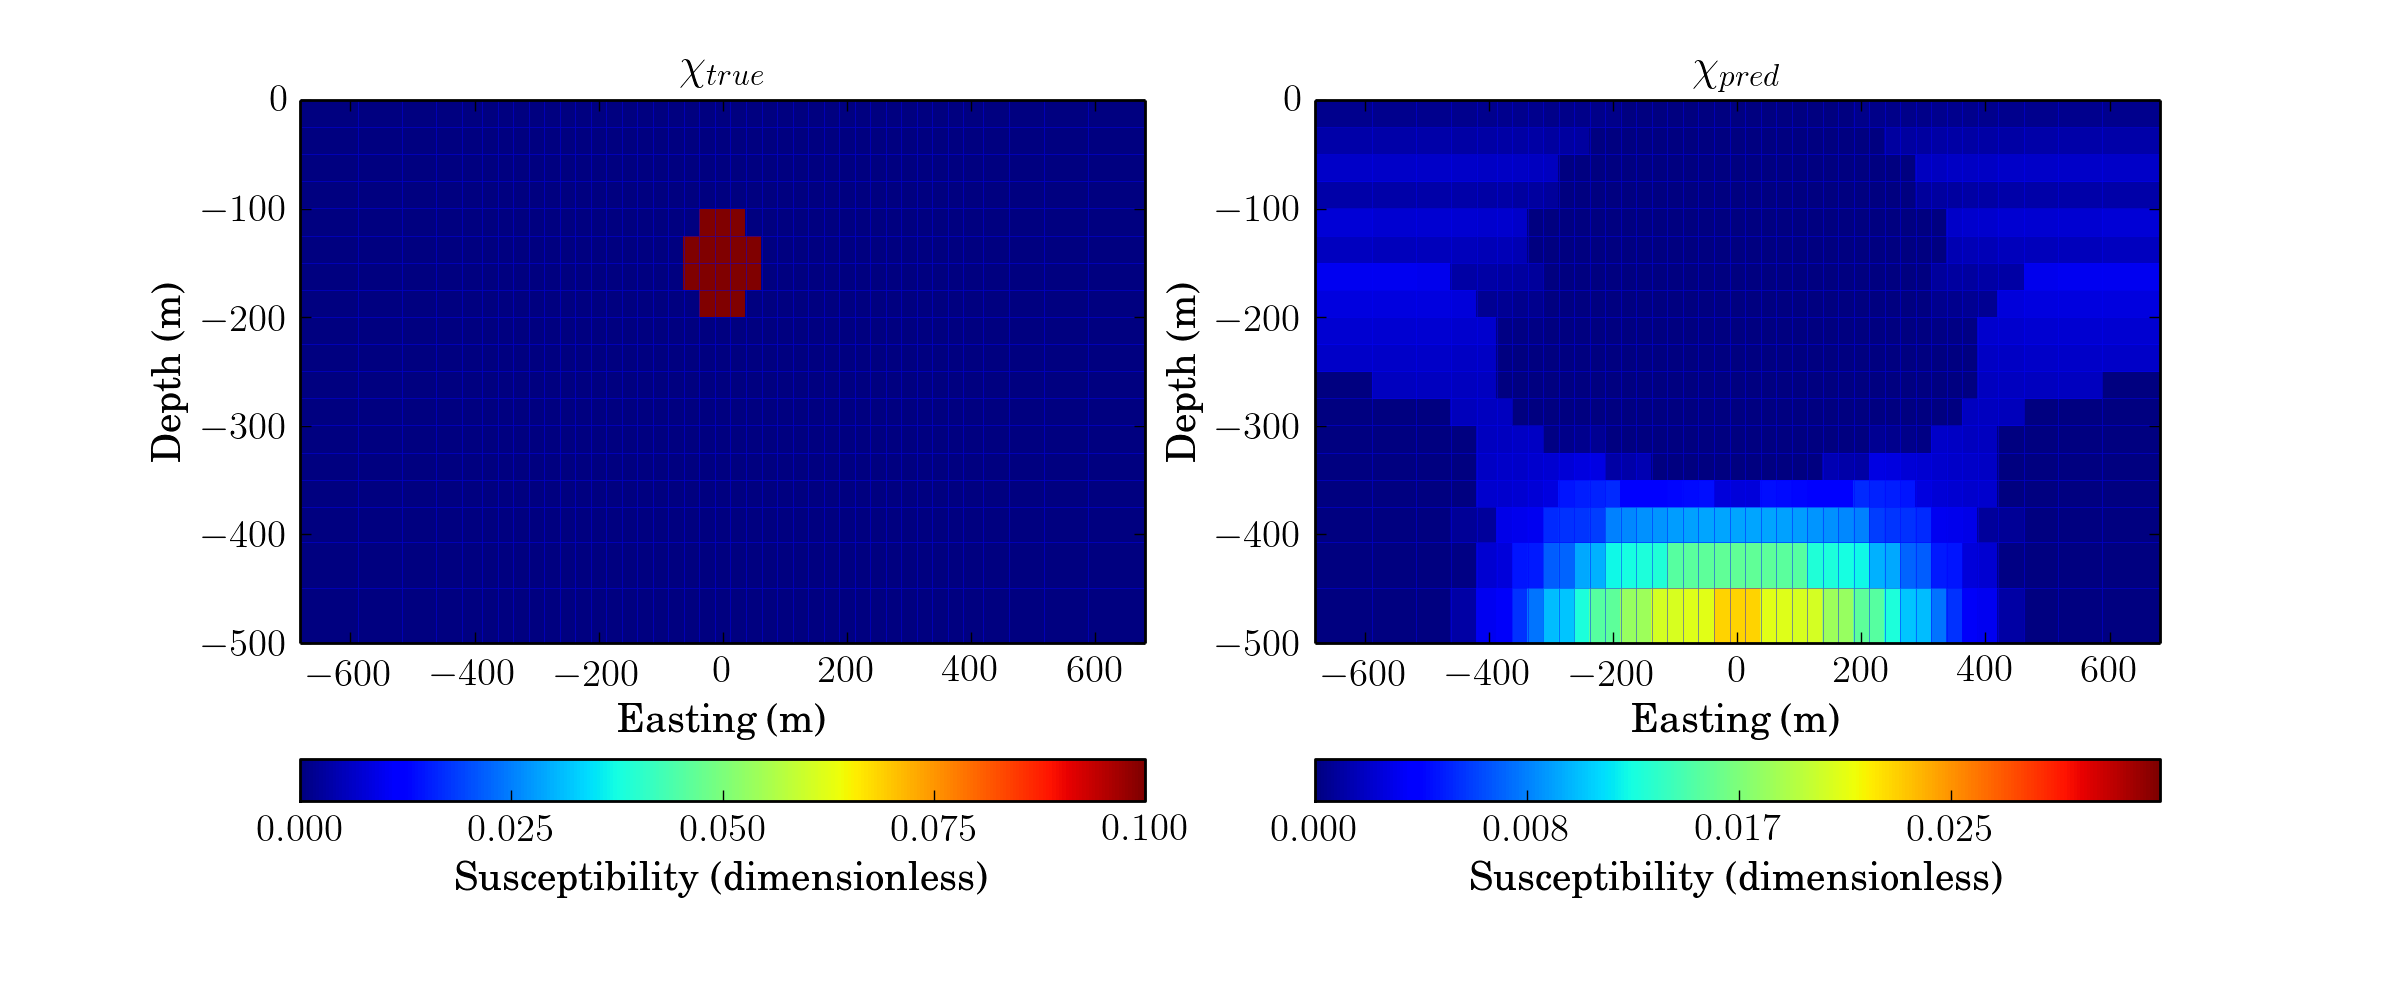 χtrue
0
−100
−200
−300
−400
−500
Depth (m)
−600 −400 −200 0 200 400 600
Easting (m)
0.000 0.025 0.050 0.075 0.100
Susceptibility (dimensionless)
χpred
0
−100
−200
−300
−400
−500
Depth (m)
−600 −400 −200 0 200 400 600
Easting (m)
0.000 0.008 0.017 0.025
Susceptibility (dimensionless)